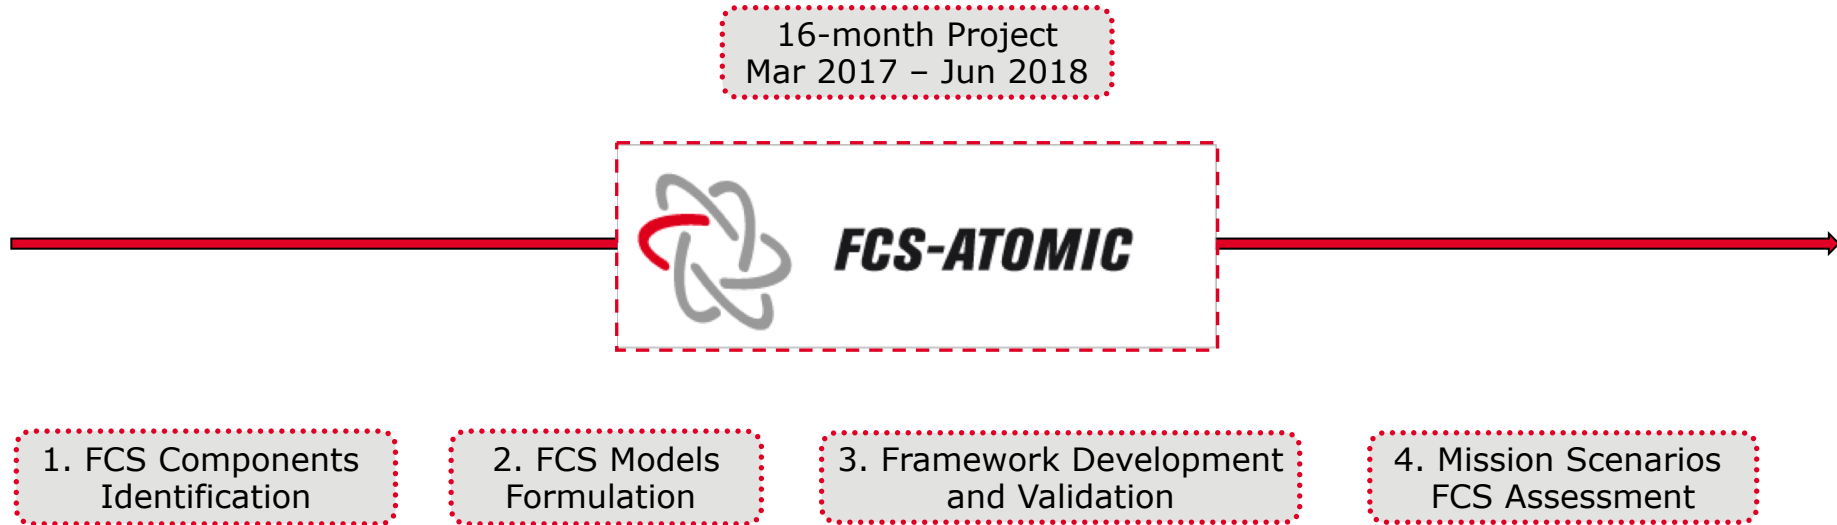 16-month Project
Mar 2017 – Jun 2018
FCS-ATOMIC
1. FCS Components
Identification
2. FCS Models
Formulation
3. Framework Development
and Validation
4. Mission Scenarios
FCS Assessment